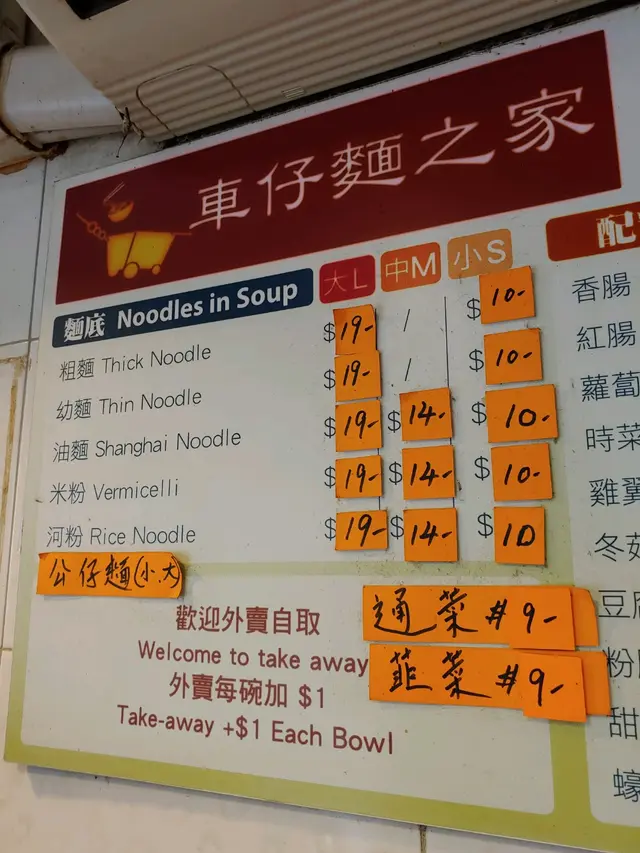 車仔麵之家
麵底 Noodles in Soup 大L 中M 小S
粗麵 Thick Noodle $19- / $10-
幼麵 Thin Noodle $19- / $10-
油麵 Shanghai Noodle $19- $14- $10-
米粉 Vermicelli $19- $14- $10-
河粉 Rice Noodle $19- $14- $10
公仔麵(小.大)
歡迎外賣自取
Welcome to take away
外賣每碗加 $1
Take-away +$1 Each Bowl
通菜 #9-
韮菜 #9-
配
香腸
紅腸
蘿蔔
時菜
雞翼
冬菇
豆
粉
甜
蠔